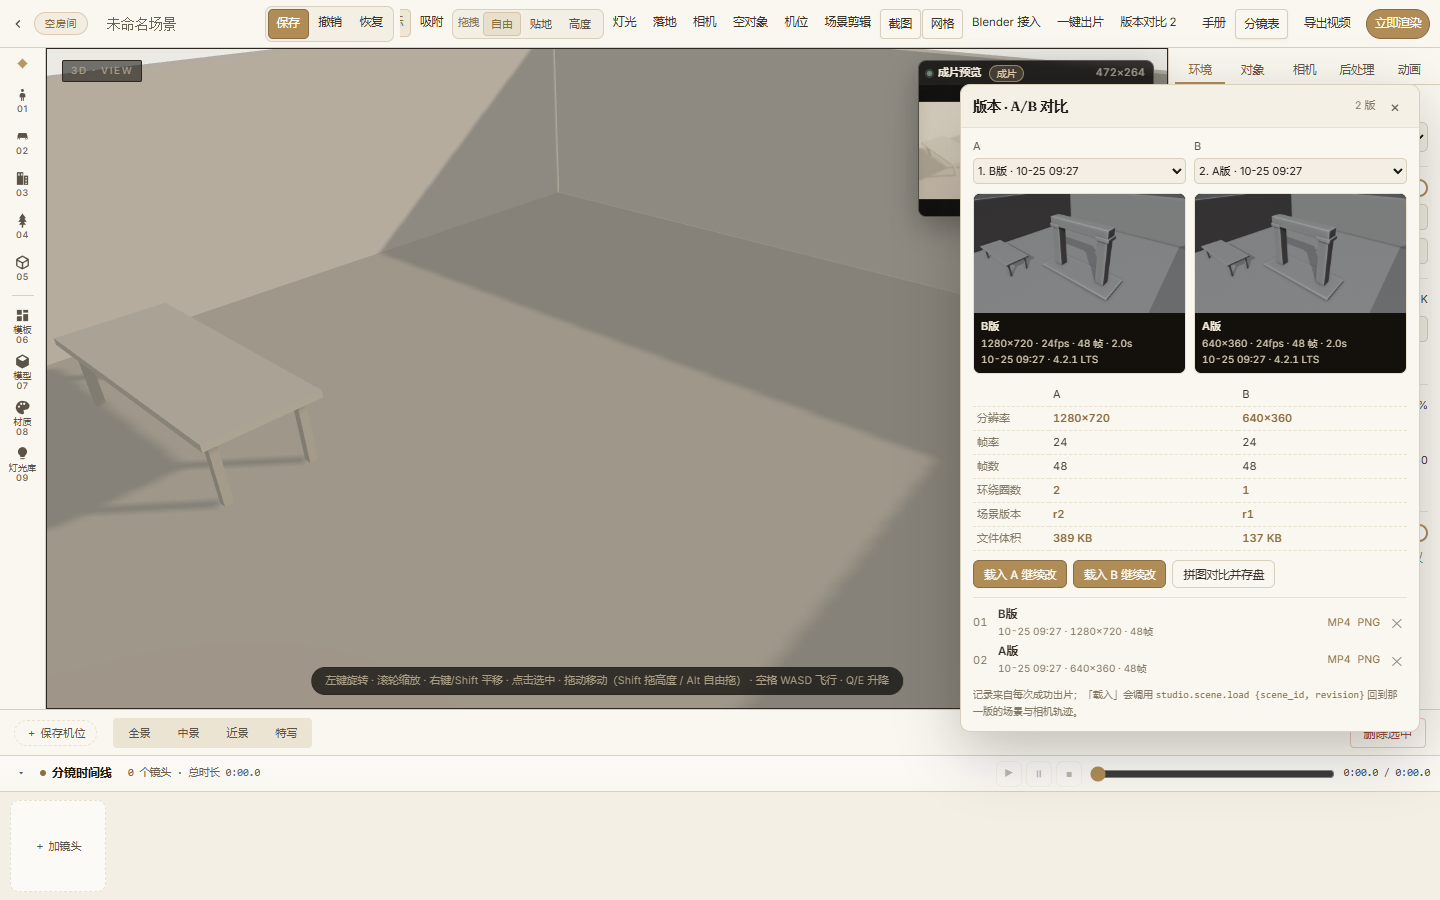 空房间
未命名场景
保存 撤销 恢复
吸附
拖拽 自由 贴地 高度
灯光 落地 相机 空对象 机位 场景剪辑 截图 网格 Blender 接入 一键出片 版本对比 2
手册 分镜表 导出视频 立即渲染
3D · VIEW
成片预览 成片 472×264
环境 对象 相机 后处理 动画
01
02
03
04
05
模板
06
模型
07
材质
08
灯光库
09
版本 · A/B 对比 2 版 ×
A B
1. B版 · 10-25 09:27 2. A版 · 10-25 09:27
B版
1280×720 · 24fps · 48 帧 · 2.0s
10-25 09:27 · 4.2.1 LTS
A版
640×360 · 24fps · 48 帧 · 2.0s
10-25 09:27 · 4.2.1 LTS
A B
分辨率 1280×720 640×360
帧率 24 24
帧数 48 48
环绕圈数 2 1
场景版本 r2 r1
文件体积 389 KB 137 KB
载入 A 继续改 载入 B 继续改 拼图对比并存盘
01 B版 MP4 PNG
10-25 09:27 · 1280×720 · 48帧
02 A版 MP4 PNG
10-25 09:27 · 640×360 · 48帧
记录来自每次成功出片；「载入」会调用 studio.scene.load {scene_id, revision} 回到那
一版的场景与相机轨迹。
K
%
0
左键旋转 · 滚轮缩放 · 右键/Shift 平移 · 点击选中 · 拖动移动（Shift 拖高度 / Alt 自由拖） · 空格 WASD 飞行 · Q/E 升降
+ 保存机位 全景 中景 近景 特写
删除选中
分镜时间线 0 个镜头 · 总时长 0:00.0
0:00.0 / 0:00.0
+ 加镜头